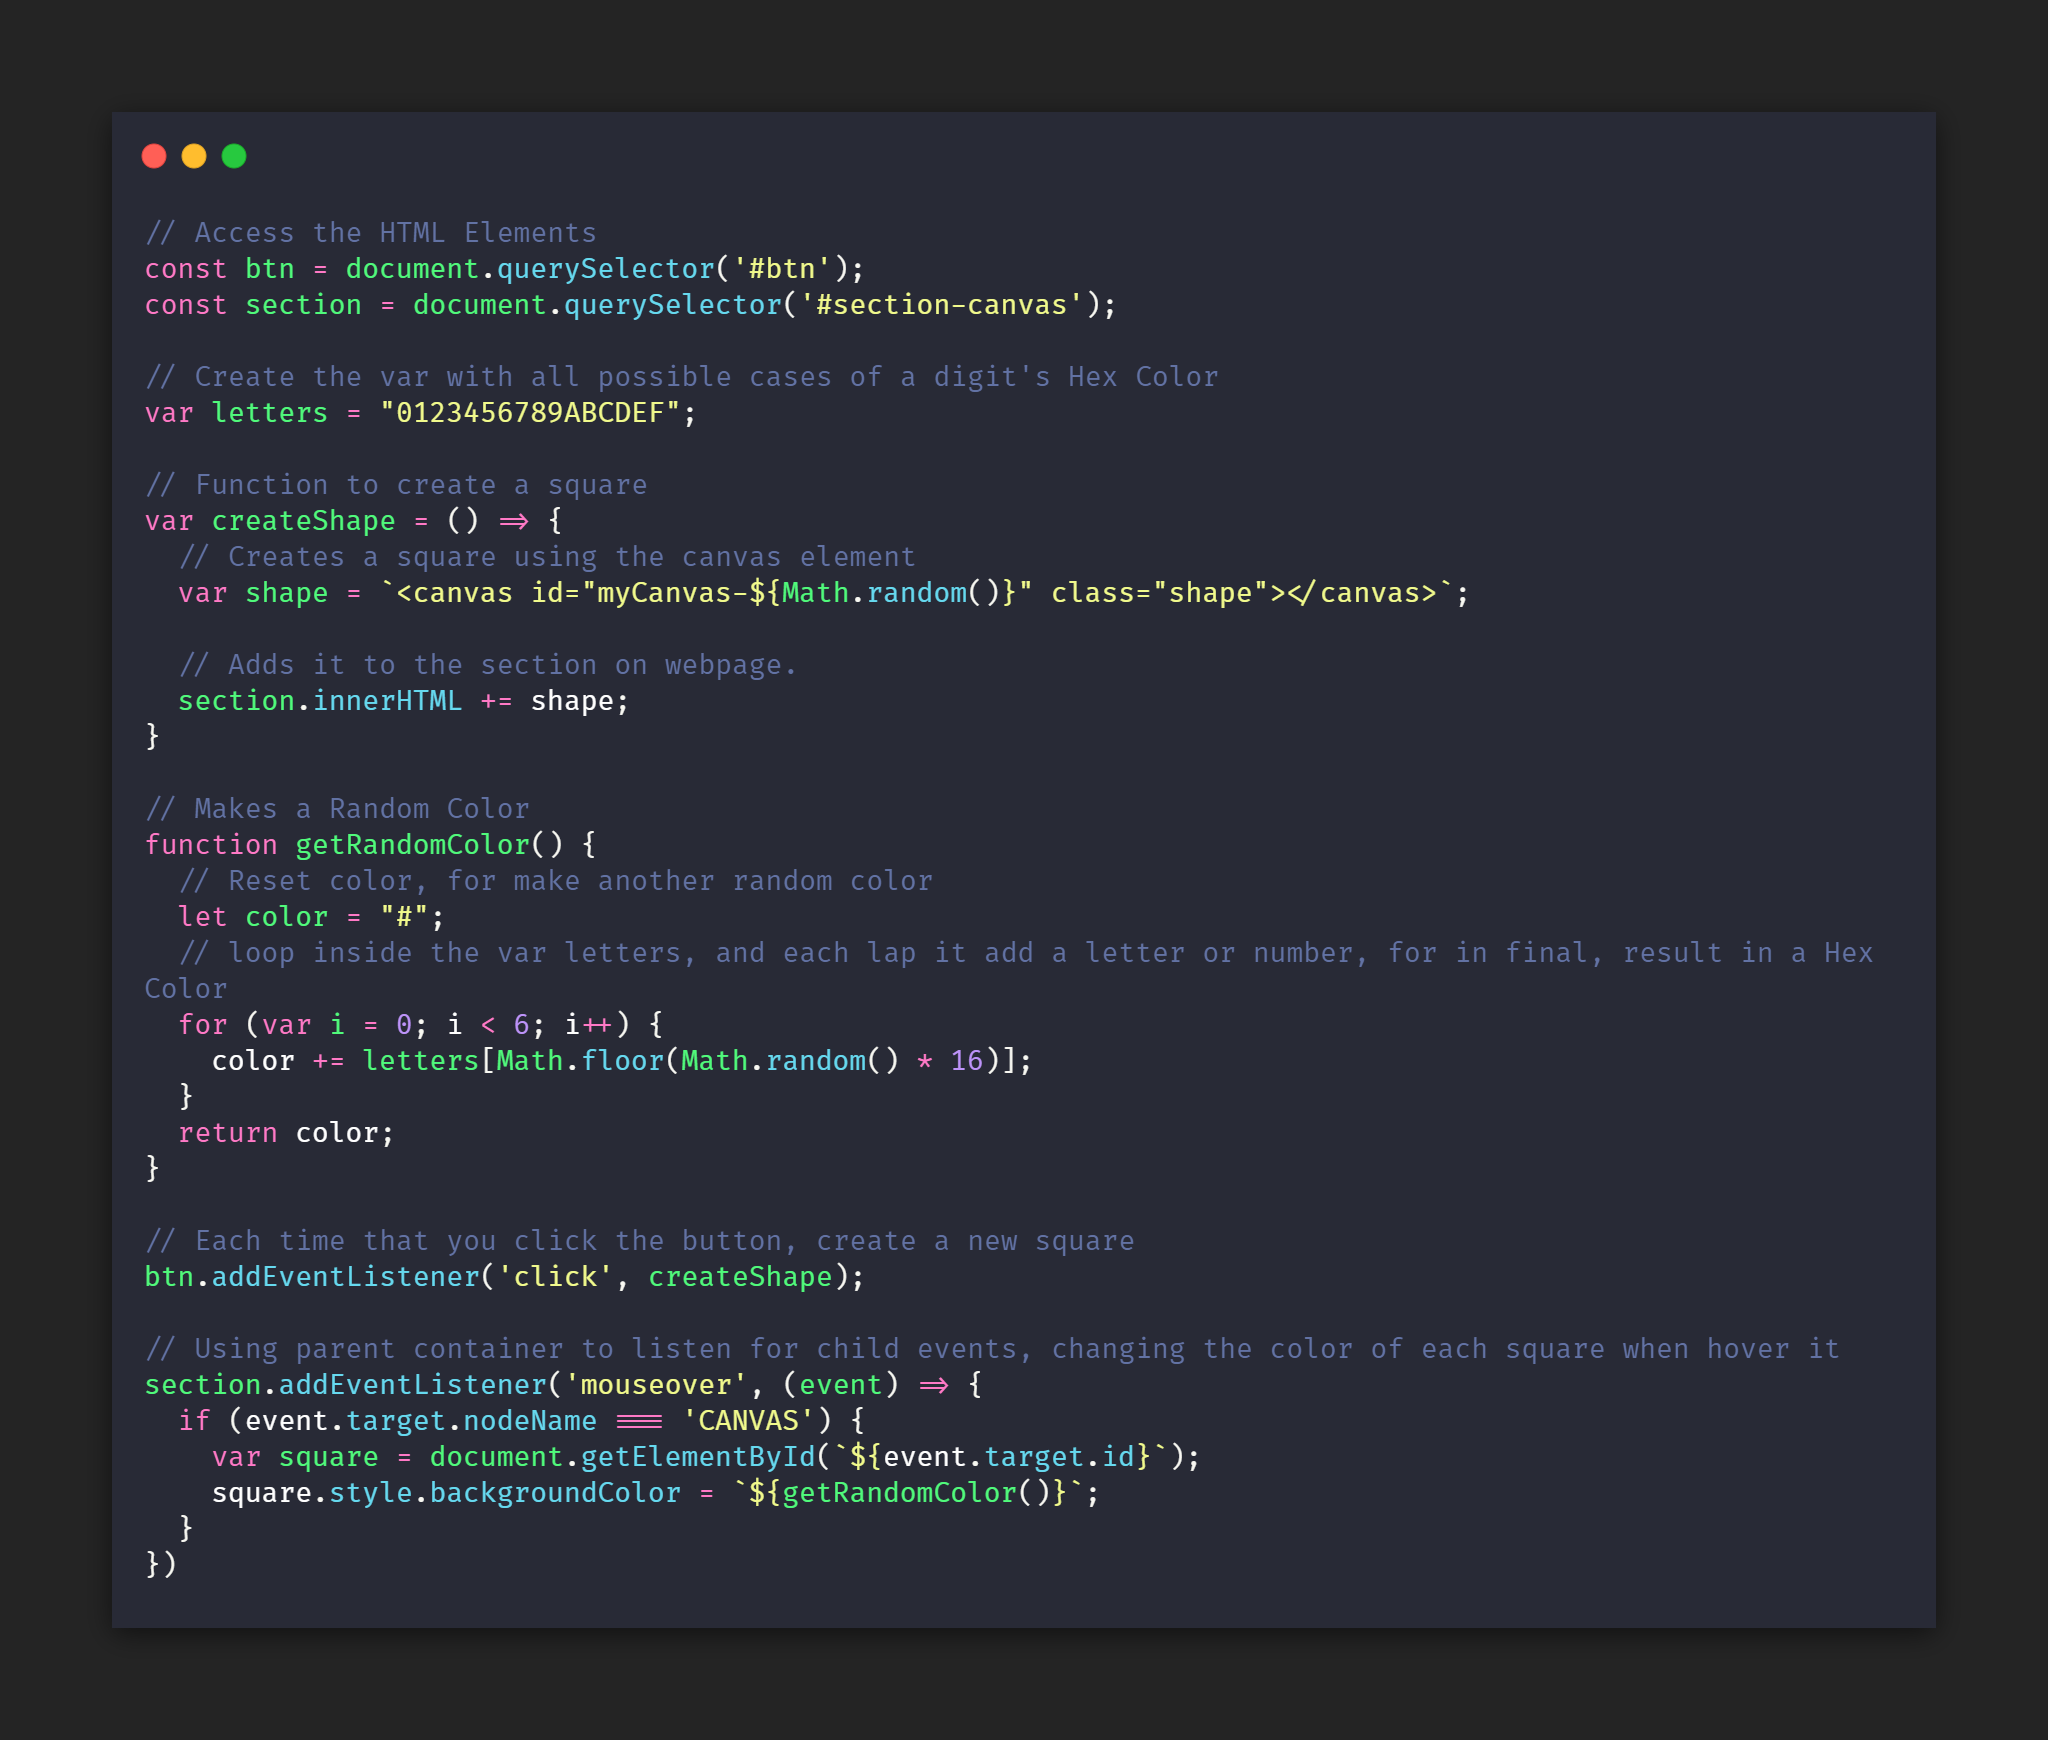 // Access the HTML Elements
const btn = document.querySelector('#btn');
const section = document.querySelector('#section-canvas');

// Create the var with all possible cases of a digit's Hex Color
var letters = "0123456789ABCDEF";

// Function to create a square
var createShape = () => {
  // Creates a square using the canvas element
  var shape = `<canvas id="myCanvas-${Math.random()}" class="shape"></canvas>`;

  // Adds it to the section on webpage.
  section.innerHTML += shape;
}

// Makes a Random Color
function getRandomColor() {
  // Reset color, for make another random color
  let color = "#";
  // loop inside the var letters, and each lap it add a letter or number, for in final, result in a Hex
Color
  for (var i = 0; i < 6; i++) {
    color += letters[Math.floor(Math.random() * 16)];
  }
  return color;
}

// Each time that you click the button, create a new square
btn.addEventListener('click', createShape);

// Using parent container to listen for child events, changing the color of each square when hover it
section.addEventListener('mouseover', (event) => {
  if (event.target.nodeName === 'CANVAS') {
    var square = document.getElementById(`${event.target.id}`);
    square.style.backgroundColor = `${getRandomColor()}`;
  }
})